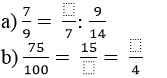 a) 7/9 = ⬚/7 : 9/14
b) 75/100 = 15/⬚ = ⬚/4